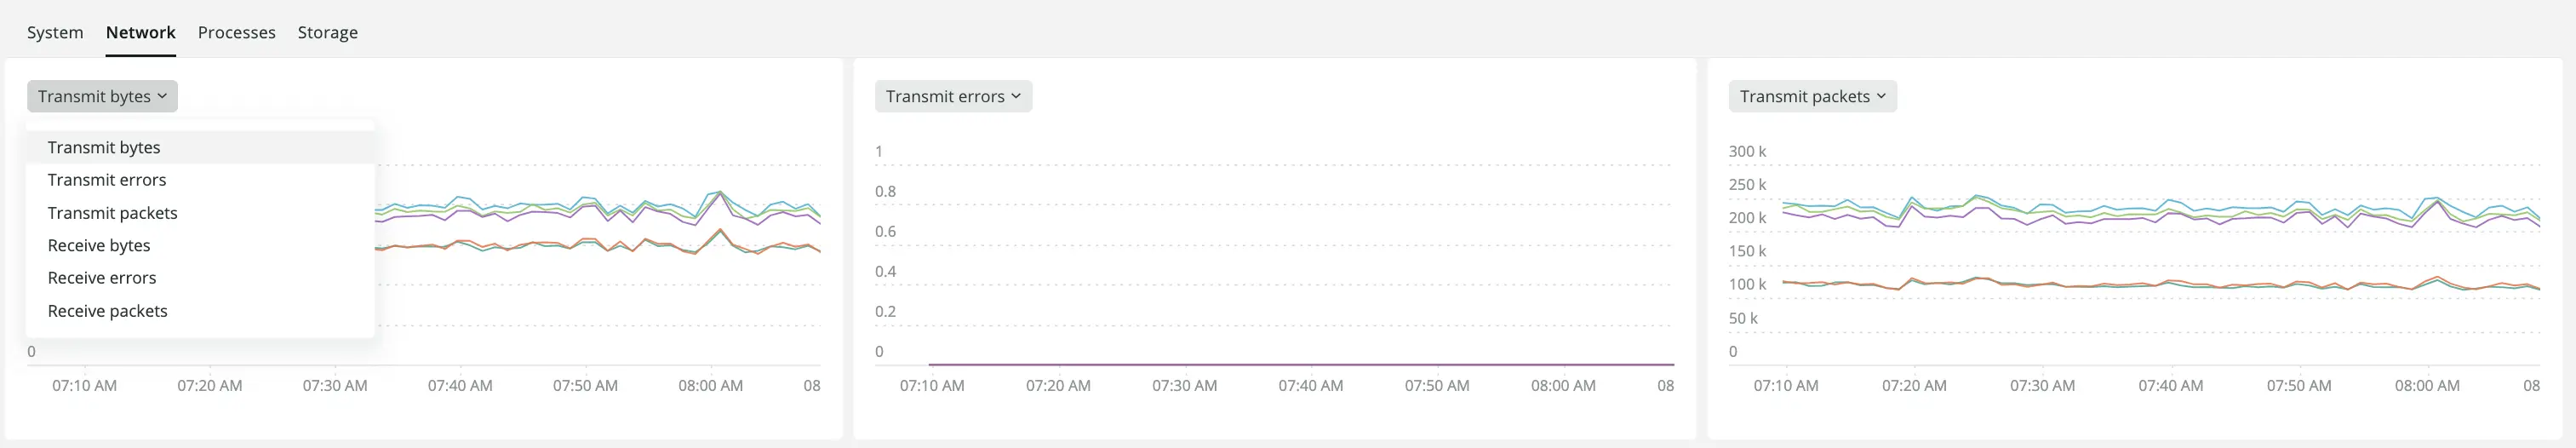 System Network Processes Storage
Transmit bytes
Transmit bytes
Transmit errors
Transmit packets
Receive bytes
Receive errors
Receive packets
0
07:10 AM 07:20 AM 07:30 AM 07:40 AM 07:50 AM 08:00 AM 08
Transmit errors
1
0.8
0.6
0.4
0.2
0
07:10 AM 07:20 AM 07:30 AM 07:40 AM 07:50 AM 08:00 AM 08
Transmit packets
300 k
250 k
200 k
150 k
100 k
50 k
0
07:10 AM 07:20 AM 07:30 AM 07:40 AM 07:50 AM 08:00 AM 08